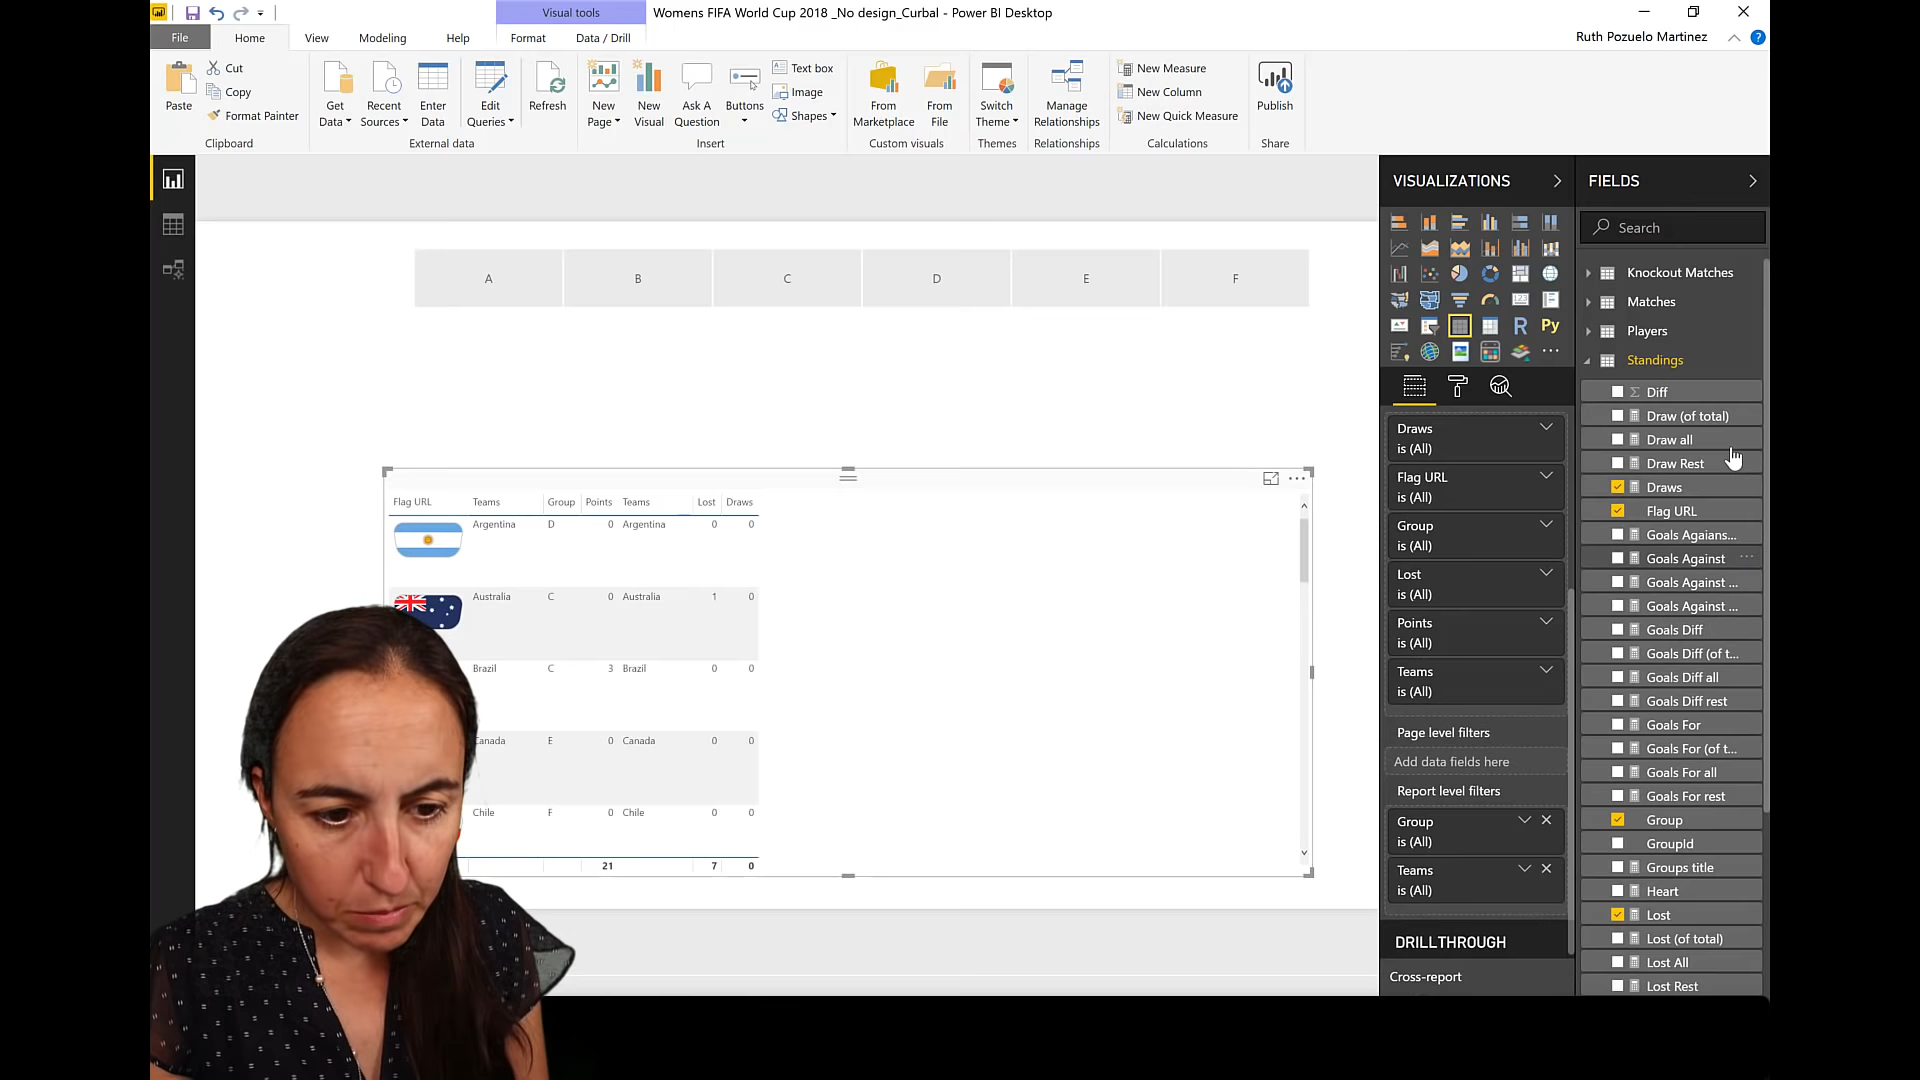 Visual tools
Womens FIFA World Cup 2018 _No design_Curbal - Power BI Desktop
File Home View Modeling Help Format Data / Drill
Ruth Pozuelo Martinez
Paste
Cut
Copy
Format Painter
Clipboard
Get Data
Recent Sources
Enter Data
Edit Queries
Refresh
External data
New Page
New Visual
Ask A Question
Buttons
Text box
Image
Shapes
Insert
From Marketplace
From File
Custom visuals
Switch Theme
Themes
Manage Relationships
Relationships
New Measure
New Column
New Quick Measure
Calculations
Publish
Share
A B C D E F
Flag URL Teams Group Points Teams Lost Draws
Argentina D 0 Argentina 0 0
Australia C 0 Australia 1 0
Brazil C 3 Brazil 0 0
Canada E 0 Canada 0 0
Chile F 0 Chile 0 0
21 7 0
VISUALIZATIONS
R Py
Draws
is (All)
Flag URL
is (All)
Group
is (All)
Lost
is (All)
Points
is (All)
Teams
is (All)
Page level filters
Add data fields here
Report level filters
Group
is (All)
Teams
is (All)
DRILLTHROUGH
Cross-report
FIELDS
Search
Knockout Matches
Matches
Players
Standings
Diff
Draw (of total)
Draw all
Draw Rest
Draws
Flag URL
Goals Agaians...
Goals Against
Goals Against ...
Goals Against ...
Goals Diff
Goals Diff (of t...
Goals Diff all
Goals Diff rest
Goals For
Goals For (of t...
Goals For all
Goals For rest
Group
GroupId
Groups title
Heart
Lost
Lost (of total)
Lost All
Lost Rest